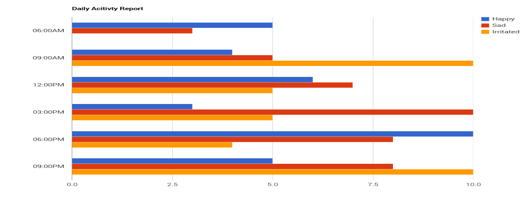 Daily Acitivty Report
Happy
Sad
Irritated
06:00AM
09:00AM
12:00PM
03:00PM
06:00PM
09:00PM
0.0 2.5 5.0 7.5 10.0